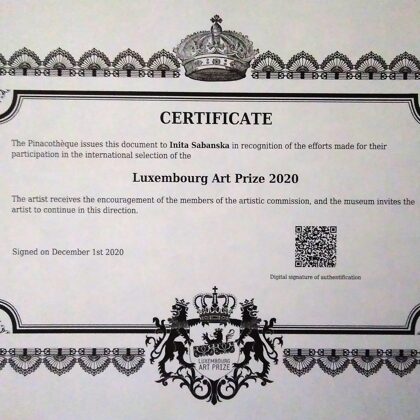 CERTIFICATE
The Pinacothèque issues this document to Inita Sabanska in recognition of the efforts made for their
participation in the international selection of the
Luxembourg Art Prize 2020
The artist receives the encouragement of the members of the artistic commission, and the museum invites the
artist to continue in this direction.
Signed on December 1st 2020
Digital signature of authentification
LUXEMBOURG
ART PRIZE